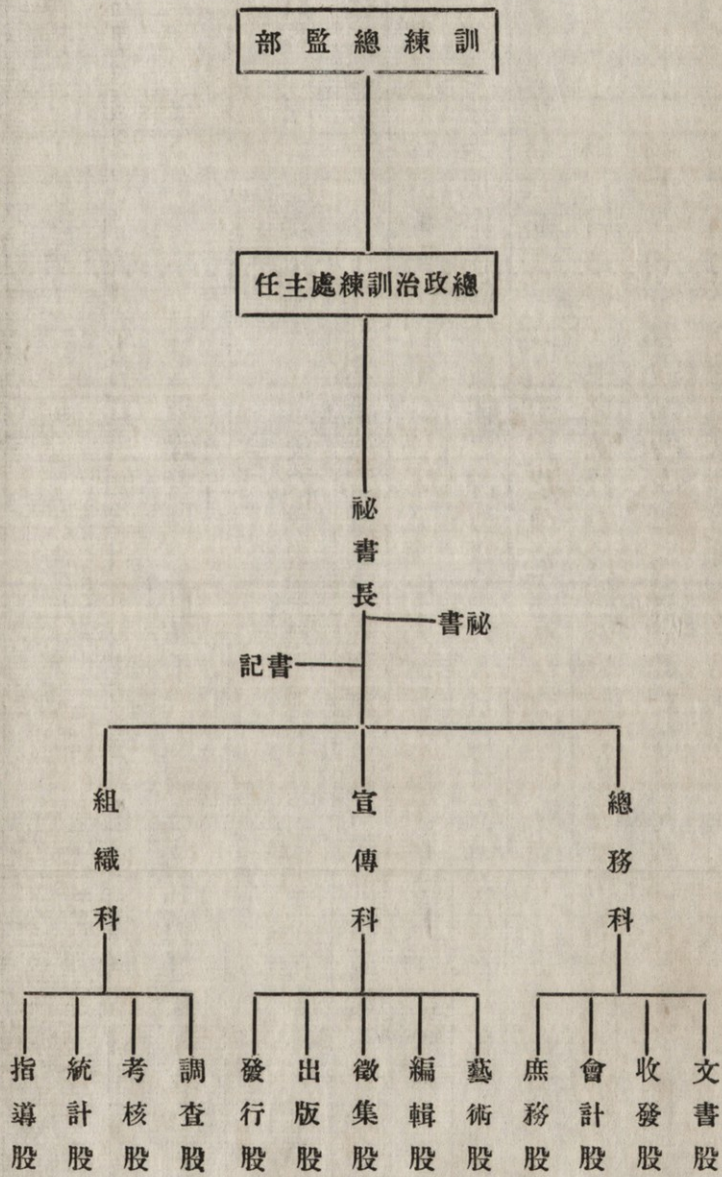 訓練總監部
總政治訓練處主任
祕書長
祕書
書記
總務科
宣傳科
組織科
文書股
收發股
會計股
庶務股
藝術股
編輯股
徵集股
出版股
發行股
調查股
考核股
統計股
指導股